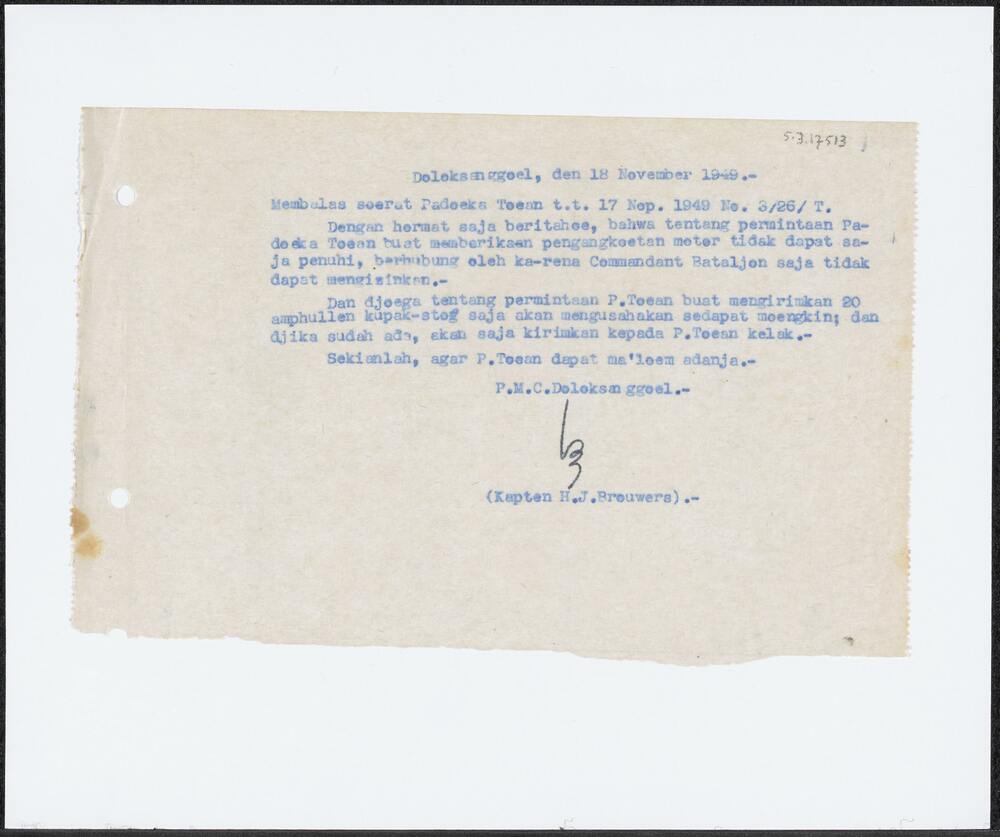 5.3.17513
Doloksanggoel, den 18 November 1949.-
Membalas soerat Padoeka Toean t.t. 17 Nop. 1949 No. 3/26/ T.
Dengan hormat saja beritahoe, bahwa tentang permintaan Pa-
doeka Toean buat memberikaan pengangkoetan motor tidak dapat sa-
ja penuhi, berhubung oleh ka-rena Commandant Bataljon saja tidak
dapat mengizinkan.-
Dan djoega tentang permintaan P.Toean buat mengirimkan 20
amphullen kupak-stof saja akan mengusahakan sedapat moengkin; dan
djika sudah ada, akan saja kirimkan kepada P.Toean kelak.-
Sekianlah, agar P.Toean dapat ma'loem adanja.-
P.M.C.Doloksanggoel.-
(Kapten H.J.Brouwers).-